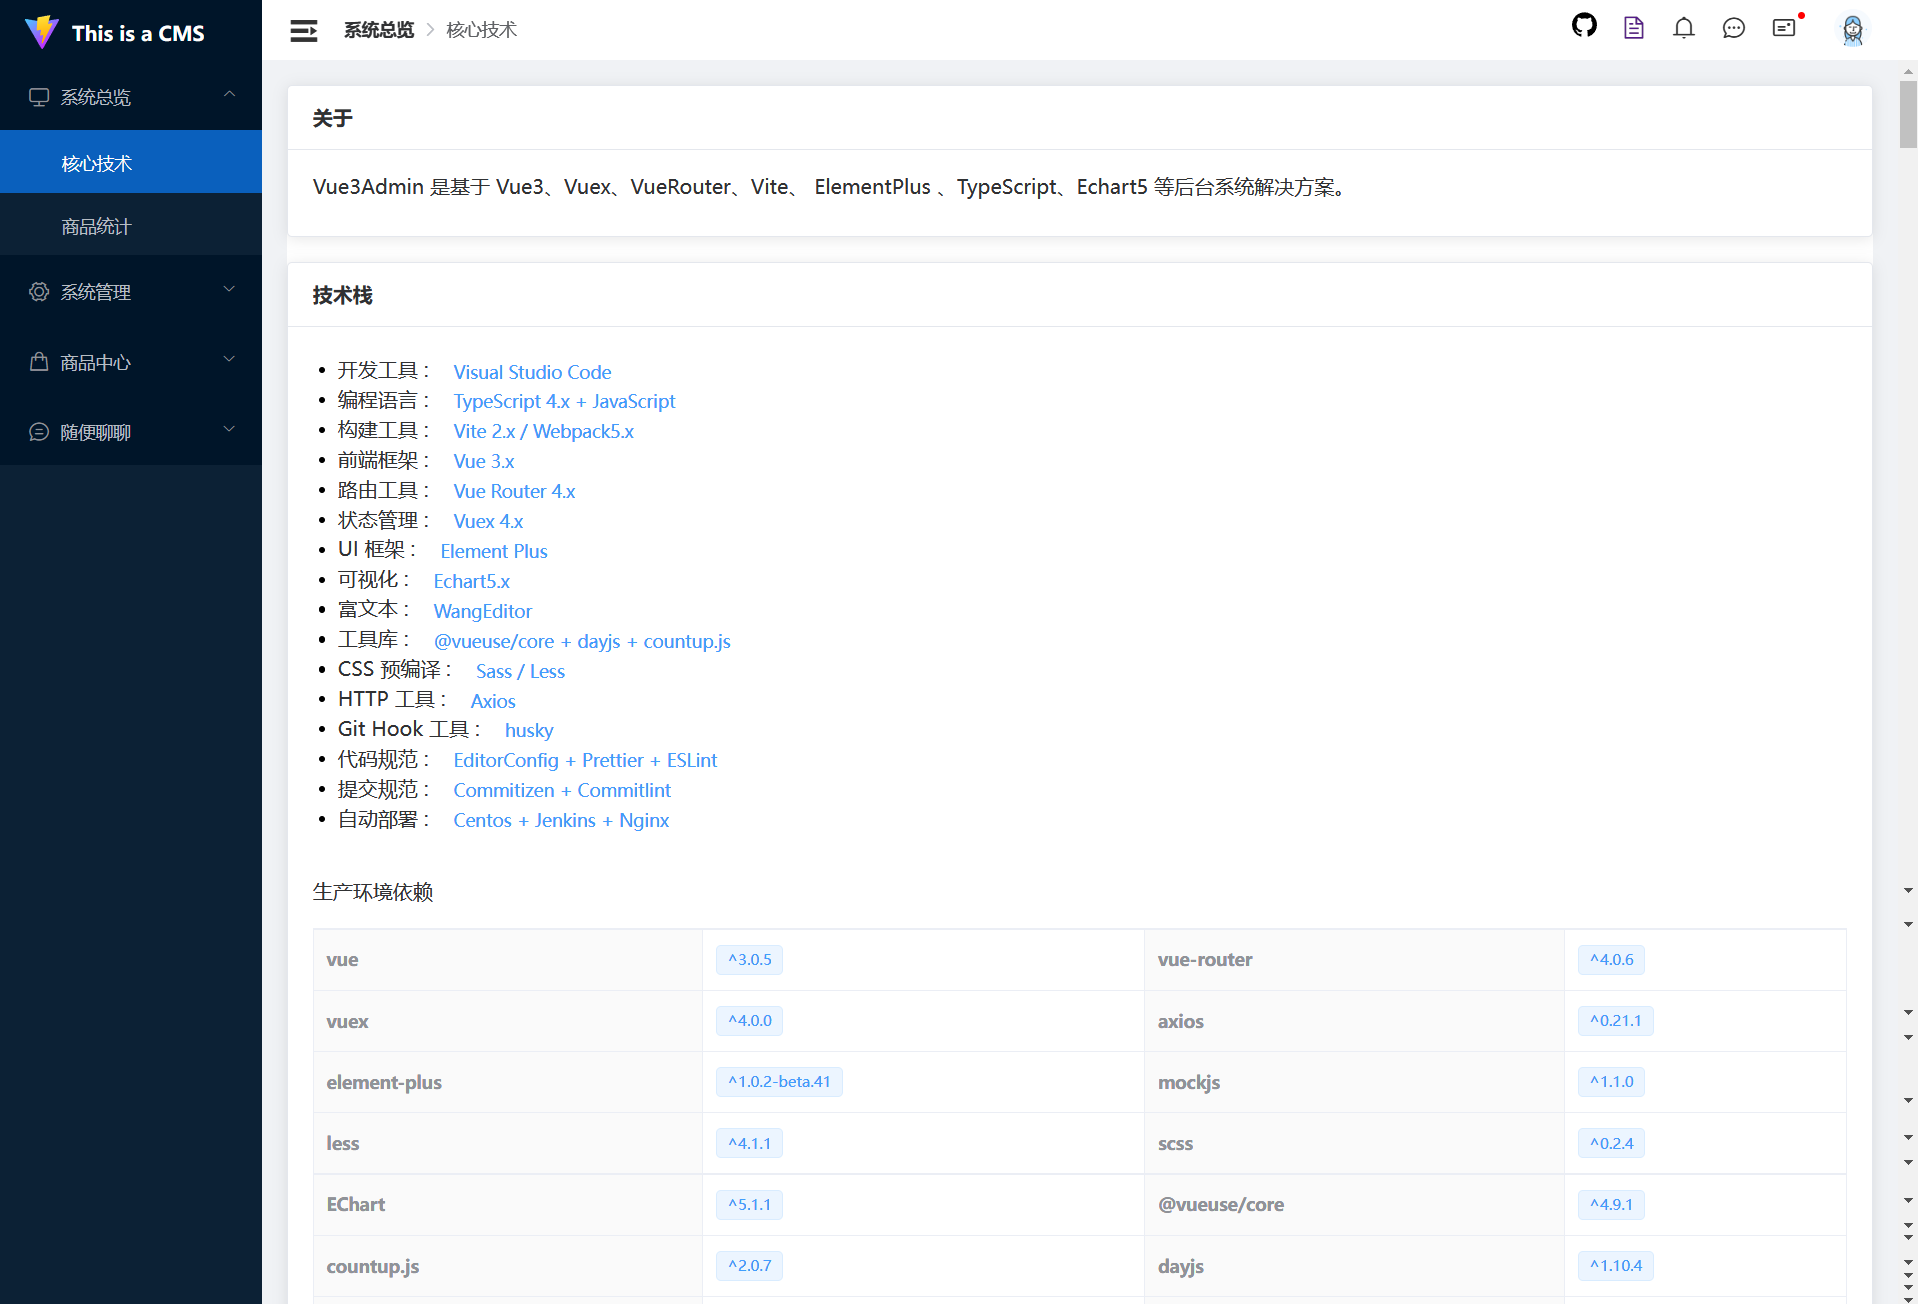 This is a CMS
系统总览
核心技术
商品统计
系统管理
商品中心
随便聊聊
系统总览 核心技术
关于
Vue3Admin 是基于 Vue3、Vuex、VueRouter、Vite、 ElementPlus 、TypeScript、Echart5 等后台系统解决方案。
技术栈
开发工具： Visual Studio Code
编程语言： TypeScript 4.x + JavaScript
构建工具： Vite 2.x / Webpack5.x
前端框架： Vue 3.x
路由工具： Vue Router 4.x
状态管理： Vuex 4.x
UI 框架： Element Plus
可视化： Echart5.x
富文本： WangEditor
工具库： @vueuse/core + dayjs + countup.js
CSS 预编译： Sass / Less
HTTP 工具： Axios
Git Hook 工具： husky
代码规范： EditorConfig + Prettier + ESLint
提交规范： Commitizen + Commitlint
自动部署： Centos + Jenkins + Nginx
生产环境依赖
vue ^3.0.5 vue-router ^4.0.6
vuex ^4.0.0 axios ^0.21.1
element-plus ^1.0.2-beta.41 mockjs ^1.1.0
less ^4.1.1 scss ^0.2.4
EChart ^5.1.1 @vueuse/core ^4.9.1
countup.js ^2.0.7 dayjs ^1.10.4